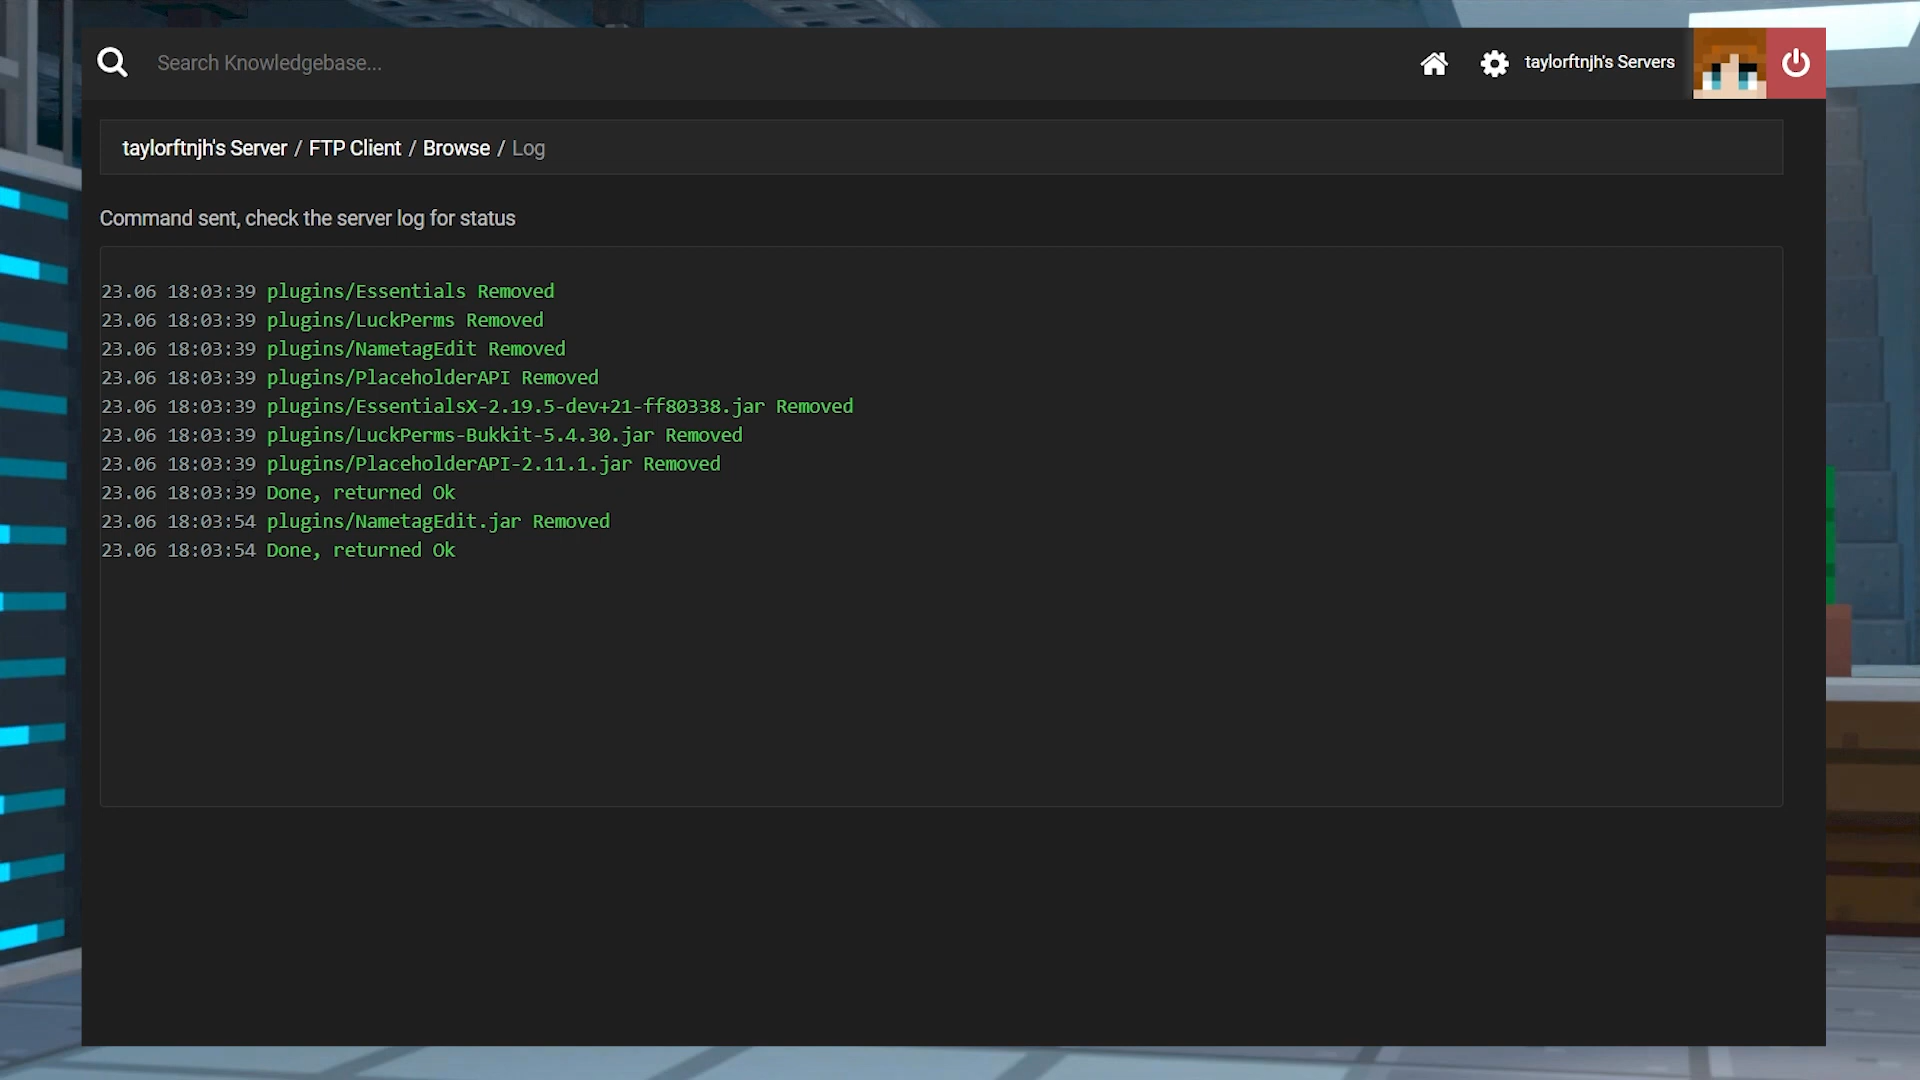 Search Knowledgebase...
taylorftnjh's Servers
taylorftnjh's Server / FTP Client / Browse / Log
Command sent, check the server log for status
23.06 18:03:39 plugins/Essentials Removed
23.06 18:03:39 plugins/LuckPerms Removed
23.06 18:03:39 plugins/NametagEdit Removed
23.06 18:03:39 plugins/PlaceholderAPI Removed
23.06 18:03:39 plugins/EssentialsX-2.19.5-dev+21-ff80338.jar Removed
23.06 18:03:39 plugins/LuckPerms-Bukkit-5.4.30.jar Removed
23.06 18:03:39 plugins/PlaceholderAPI-2.11.1.jar Removed
23.06 18:03:39 Done, returned Ok
23.06 18:03:54 plugins/NametagEdit.jar Removed
23.06 18:03:54 Done, returned Ok